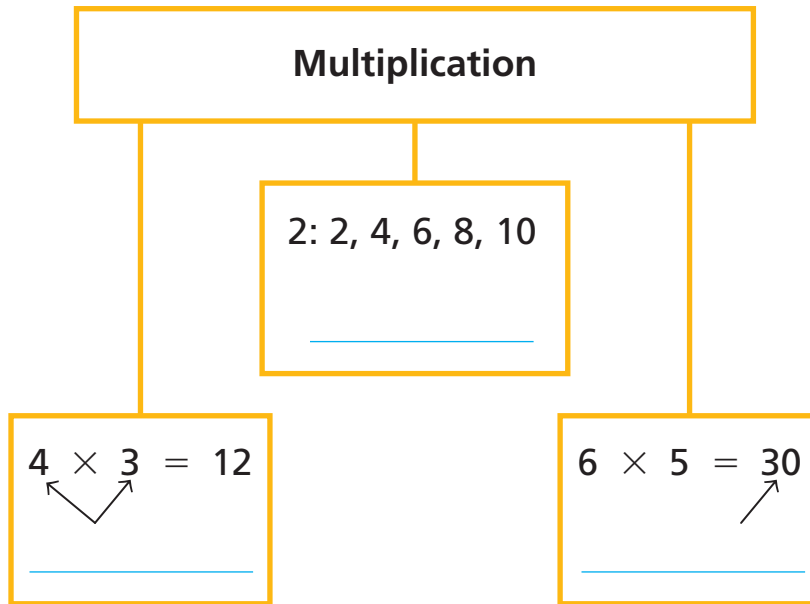 Multiplication
2: 2, 4, 6, 8, 10
4 × 3 = 12
6 × 5 = 30